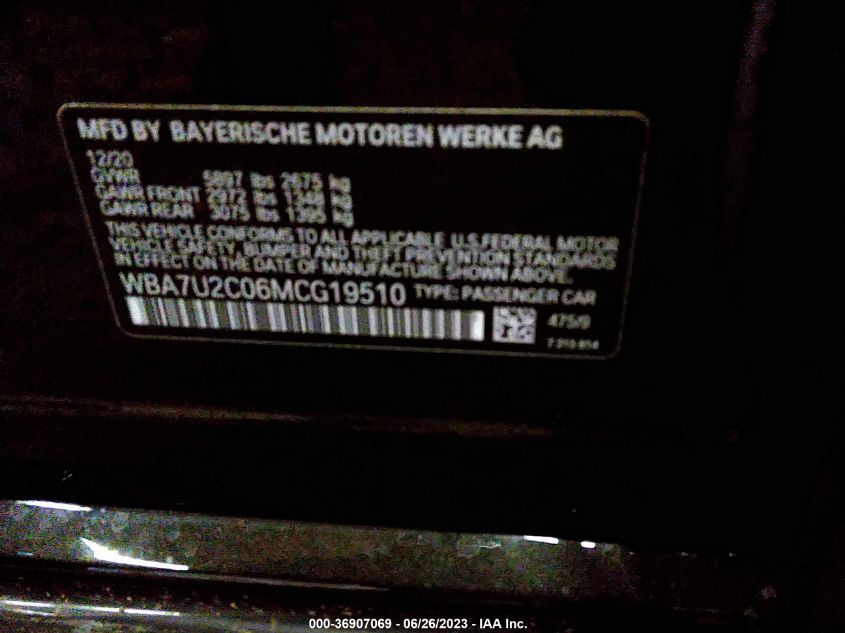 MFD BY BAYERISCHE MOTOREN WERKE AG
12/20
GVWR 5897 lbs 2675 kg
GAWR FRONT 2972 lbs 1348 kg
GAWR REAR 3075 lbs 1395 kg
THIS VEHICLE CONFORMS TO ALL APPLICABLE U.S FEDERAL MOTOR
VEHICLE SAFETY, BUMPER AND THEFT PREVENTION STANDARDS
IN EFFECT ON THE DATE OF MANUFACTURE SHOWN ABOVE.
WBA7U2C06MCG19510 TYPE: PASSENGER CAR
475/9
000-36907069 - 06/26/2023 - IAA Inc.